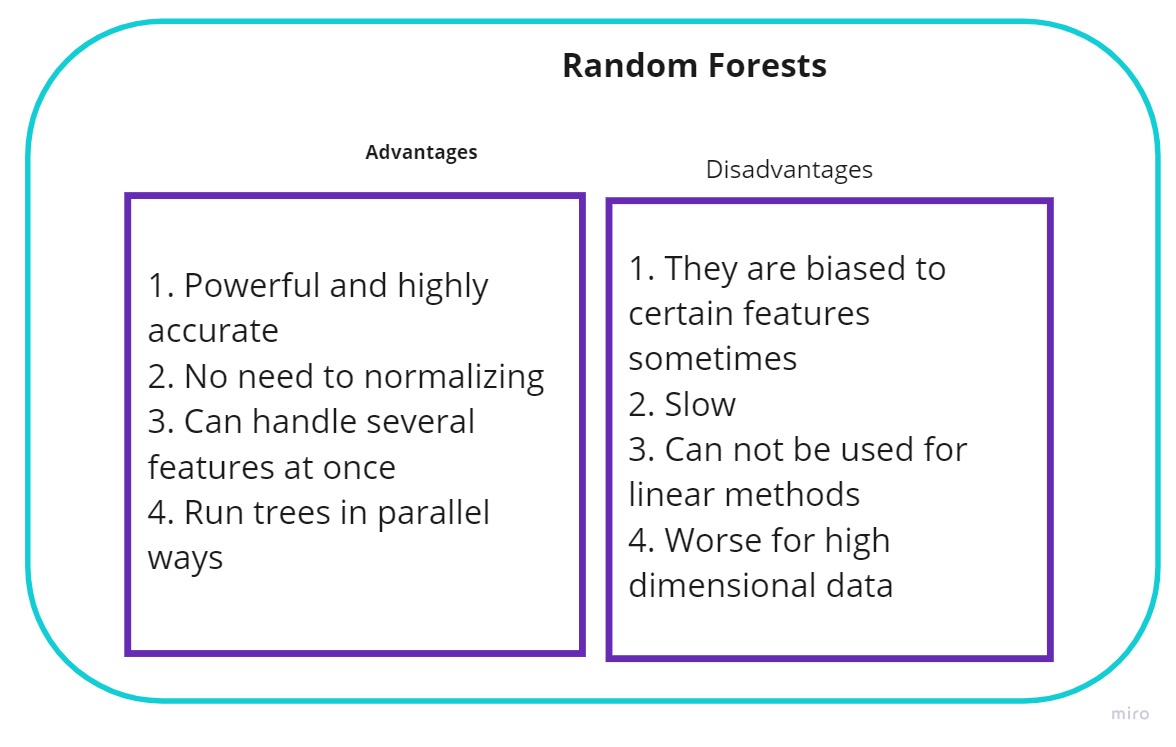 Random Forests
Advantages
1. Powerful and highly
accurate
2. No need to normalizing
3. Can handle several
features at once
4. Run trees in parallel
ways
Disadvantages
1. They are biased to
certain features
sometimes
2. Slow
3. Can not be used for
linear methods
4. Worse for high
dimensional data
miro